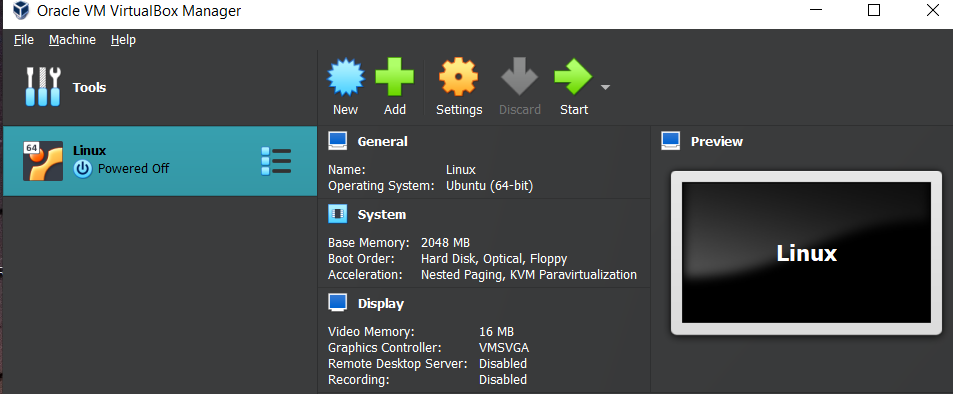 Oracle VM VirtualBox Manager
File Machine Help
Tools
New Add Settings Discard Start
64
Linux
Powered Off
General
Name: Linux
Operating System: Ubuntu (64-bit)
System
Base Memory: 2048 MB
Boot Order: Hard Disk, Optical, Floppy
Acceleration: Nested Paging, KVM Paravirtualization
Display
Video Memory: 16 MB
Graphics Controller: VMSVGA
Remote Desktop Server: Disabled
Recording: Disabled
Preview
Linux